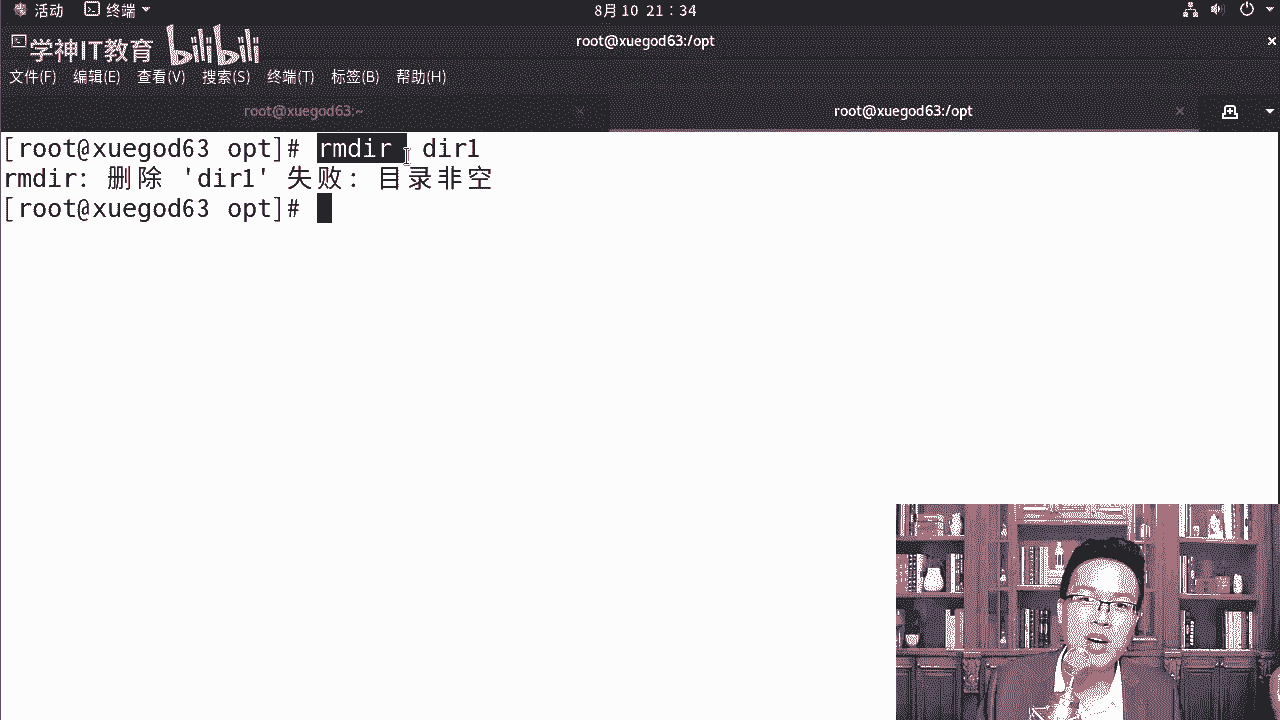 活动 终端 8月 10 21：34
学神IT教育 bilibili
root@xuegod63:/opt
文件(F) 编辑(E) 查看(V) 搜索(S) 终端(T) 标签(B) 帮助(H)
root@xuegod63:~ root@xuegod63:/opt
[root@xuegod63 opt]# rmdir dir1
rmdir: 删除 'dir1' 失败: 目录非空
[root@xuegod63 opt]#